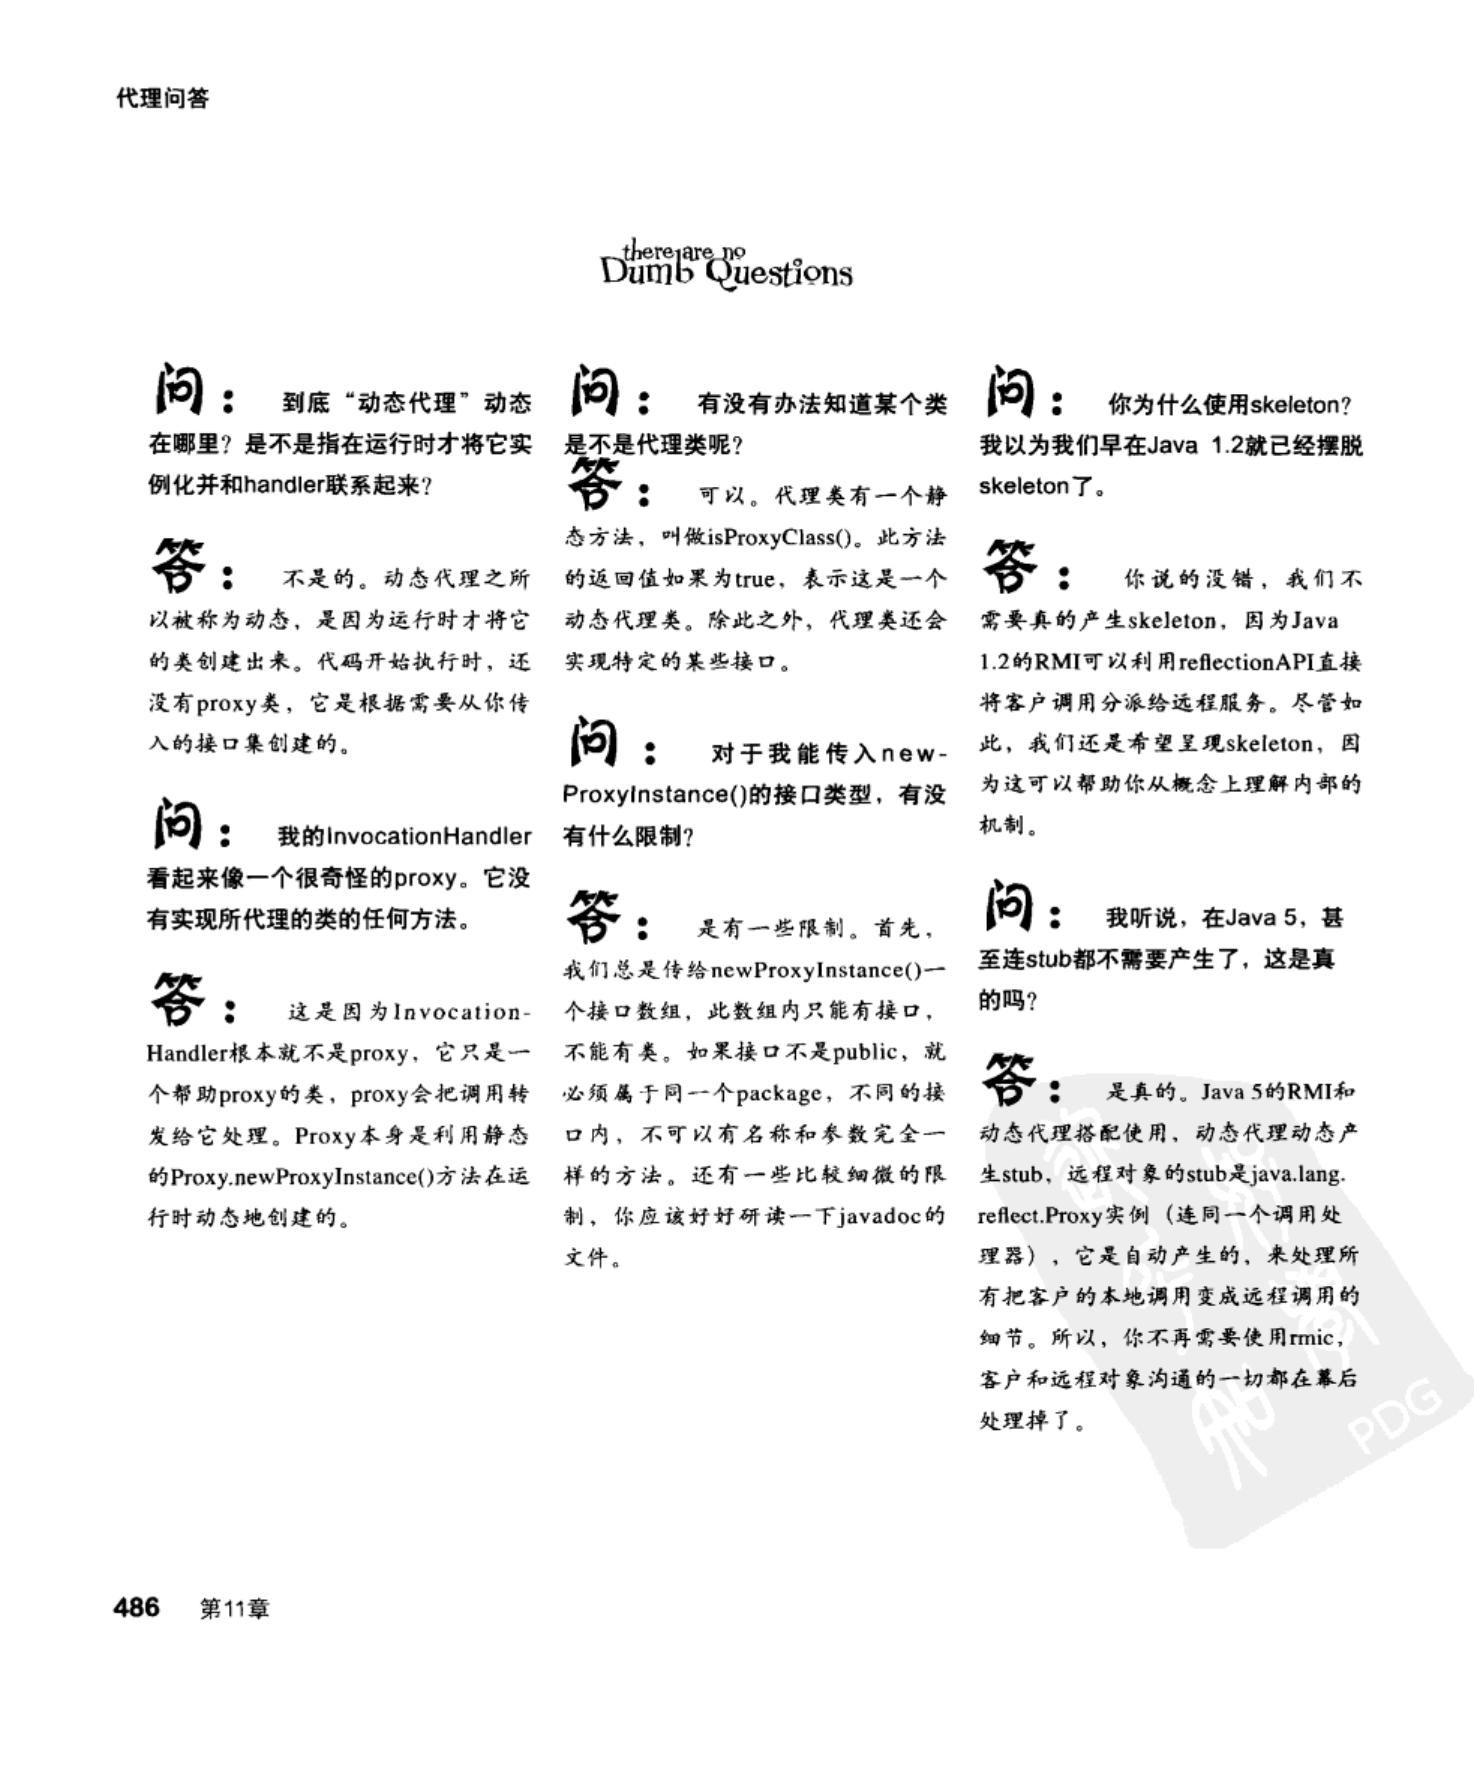 代理问答
there are no
Dumb Questions
问： 到底“动态代理”动态
在哪里？是不是指在运行时才将它实
例化并和handler联系起来？
答： 不是的。动态代理之所
以被称为动态，是因为运行时才将它
的类创建出来。代码开始执行时，还
没有proxy类，它是根据需要从你传
入的接口集创建的。
问： 我的InvocationHandler
看起来像一个很奇怪的proxy。它没
有实现所代理的类的任何方法。
答： 这是因为Invocation-
Handler根本就不是proxy，它只是一
个帮助proxy的类，proxy会把调用转
发给它处理。Proxy本身是利用静态
的Proxy.newProxyInstance()方法在运
行时动态地创建的。
问： 有没有办法知道某个类
是不是代理类呢？
答： 可以。代理类有一个静
态方法，叫做isProxyClass()。此方法
的返回值如果为true，表示这是一个
动态代理类。除此之外，代理类还会
实现特定的某些接口。
问： 对于我能传入new-
ProxyInstance()的接口类型，有没
有什么限制？
答： 是有一些限制。首先，
我们总是传给newProxyInstance()一
个接口数组，此数组内只能有接口，
不能有类。如果接口不是public，就
必须属于同一个package，不同的接
口内，不可以有名称和参数完全一
样的方法。还有一些比较细微的限
制，你应该好好研读一下javadoc的
文件。
问： 你为什么使用skeleton？
我以为我们早在Java 1.2就已经摆脱
skeleton了。
答： 你说的没错，我们不
需要真的产生skeleton，因为Java
1.2的RMI可以利用reflectionAPI直接
将客户调用分派给远程服务。尽管如
此，我们还是希望呈现skeleton，因
为这可以帮助你从概念上理解内部的
机制。
问： 我听说，在Java 5，甚
至连stub都不需要产生了，这是真
的吗？
答： 是真的。Java 5的RMI和
动态代理搭配使用，动态代理动态产
生stub，远程对象的stub是java.lang.
reflect.Proxy实例（连同一个调用处
理器），它是自动产生的，来处理所
有把客户的本地调用变成远程调用的
细节。所以，你不再需要使用rmic，
客户和远程对象沟通的一切都在幕后
处理掉了。
PDG
486 第11章